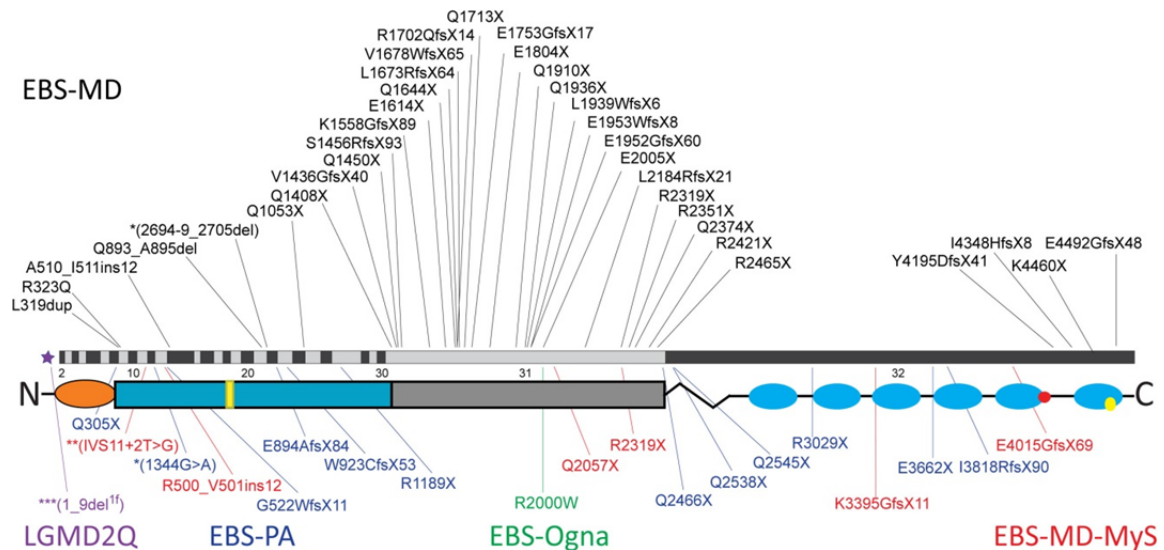 Q1713X
R1702QfsX14
E1753GfsX17
V1678WfsX65
E1804X
L1673RfsX64
Q1910X
EBS-MD
Q1644X
Q1936X
E1614X
L1939WfsX6
K1558GfsX89
E1953WfsX8
S1456RfsX93
E1952GfsX60
Q1450X
E2005X
V1436GfsX40
L2184RfsX21
Q1408X
R2319X
Q1053X
R2351X
*(2694-9_2705del)
Q2374X
Q893_A895del
R2421X
I4348HfsX8
E4492GfsX48
A510_I511ins12
R2465X
Y4195DfsX41
K4460X
R323Q
L319dup
2 10 20 30 31 32
N C
Q305X
**(IVS11+2T>G)
E894AfsX84
R2319X
R3029X
E4015GfsX69
*(1344G>A)
W923CfsX53
Q2057X
Q2545X
E3662X
I3818RfsX90
R500_V501ins12
R1189X
Q2538X
***(1_9del1f)
G522WfsX11
R2000W
Q2466X
K3395GfsX11
LGMD2Q
EBS-PA
EBS-Ogna
EBS-MD-MyS